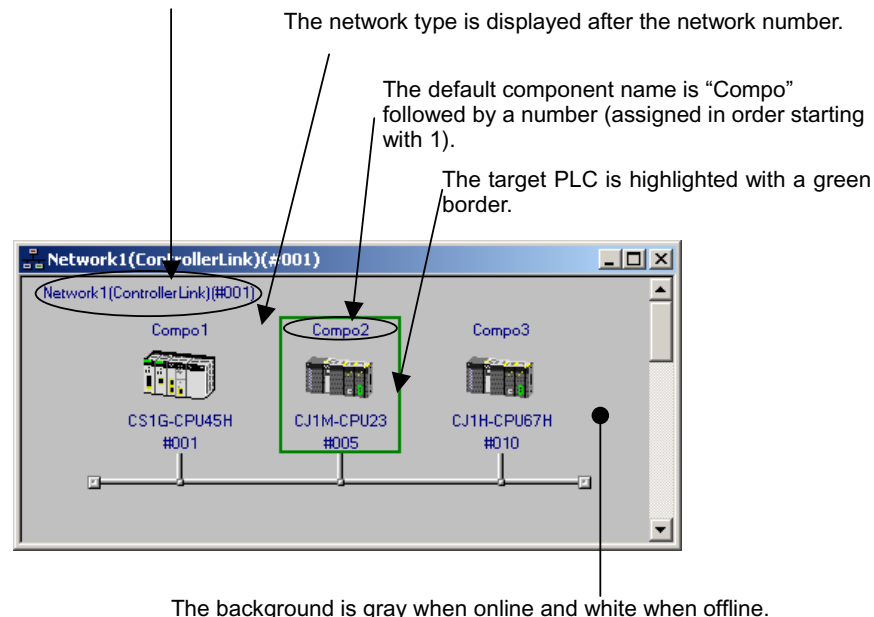 The network type is displayed after the network number.
The default component name is “Compo”
followed by a number (assigned in order starting
with 1).
The target PLC is highlighted with a green
border.
Network1(ControllerLink)(#001)
Network1(ControllerLink)(#001)
Compo1 Compo2 Compo3
CS1G-CPU45H CJ1M-CPU23 CJ1H-CPU67H
#001 #005 #010
The background is gray when online and white when offline.